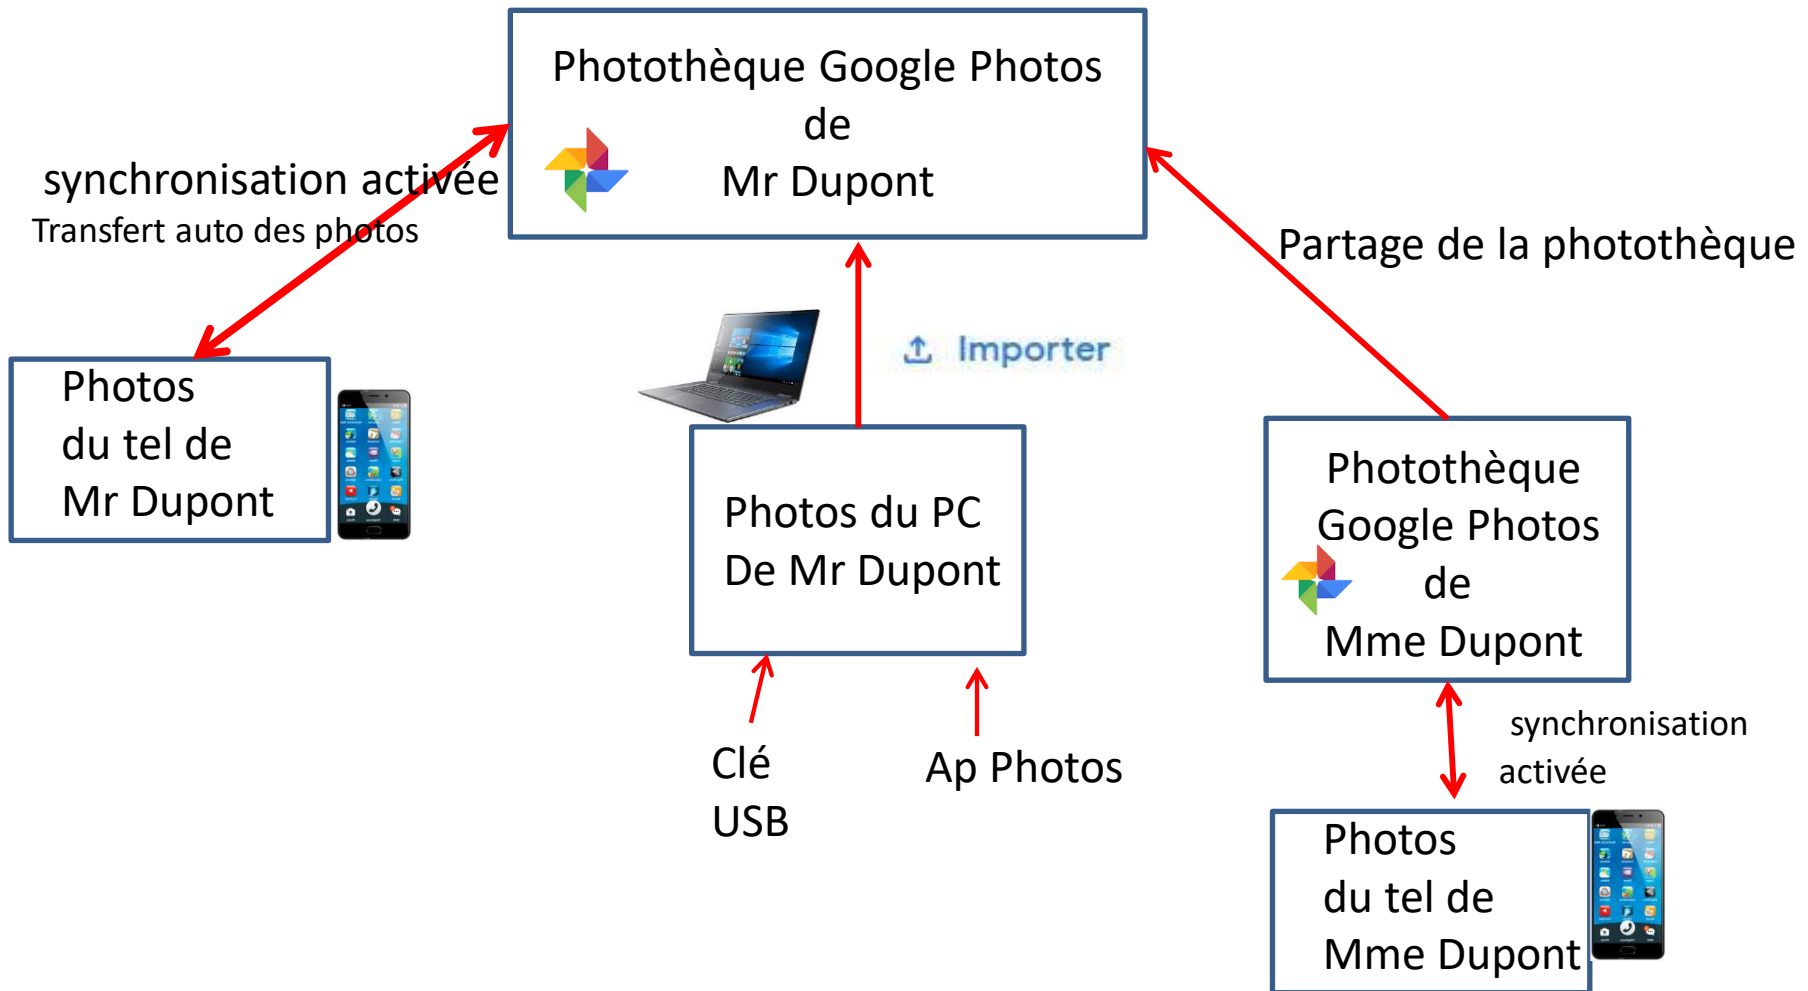 Photothèque Google Photos
de
Mr Dupont
synchronisation activée
Transfert auto des photos
Partage de la photothèque
Importer
Photos
du tel de
Mr Dupont
Photos du PC
De Mr Dupont
Photothèque
Google Photos
de
Mme Dupont
Clé
USB
Ap Photos
synchronisation
activée
Photos
du tel de
Mme Dupont